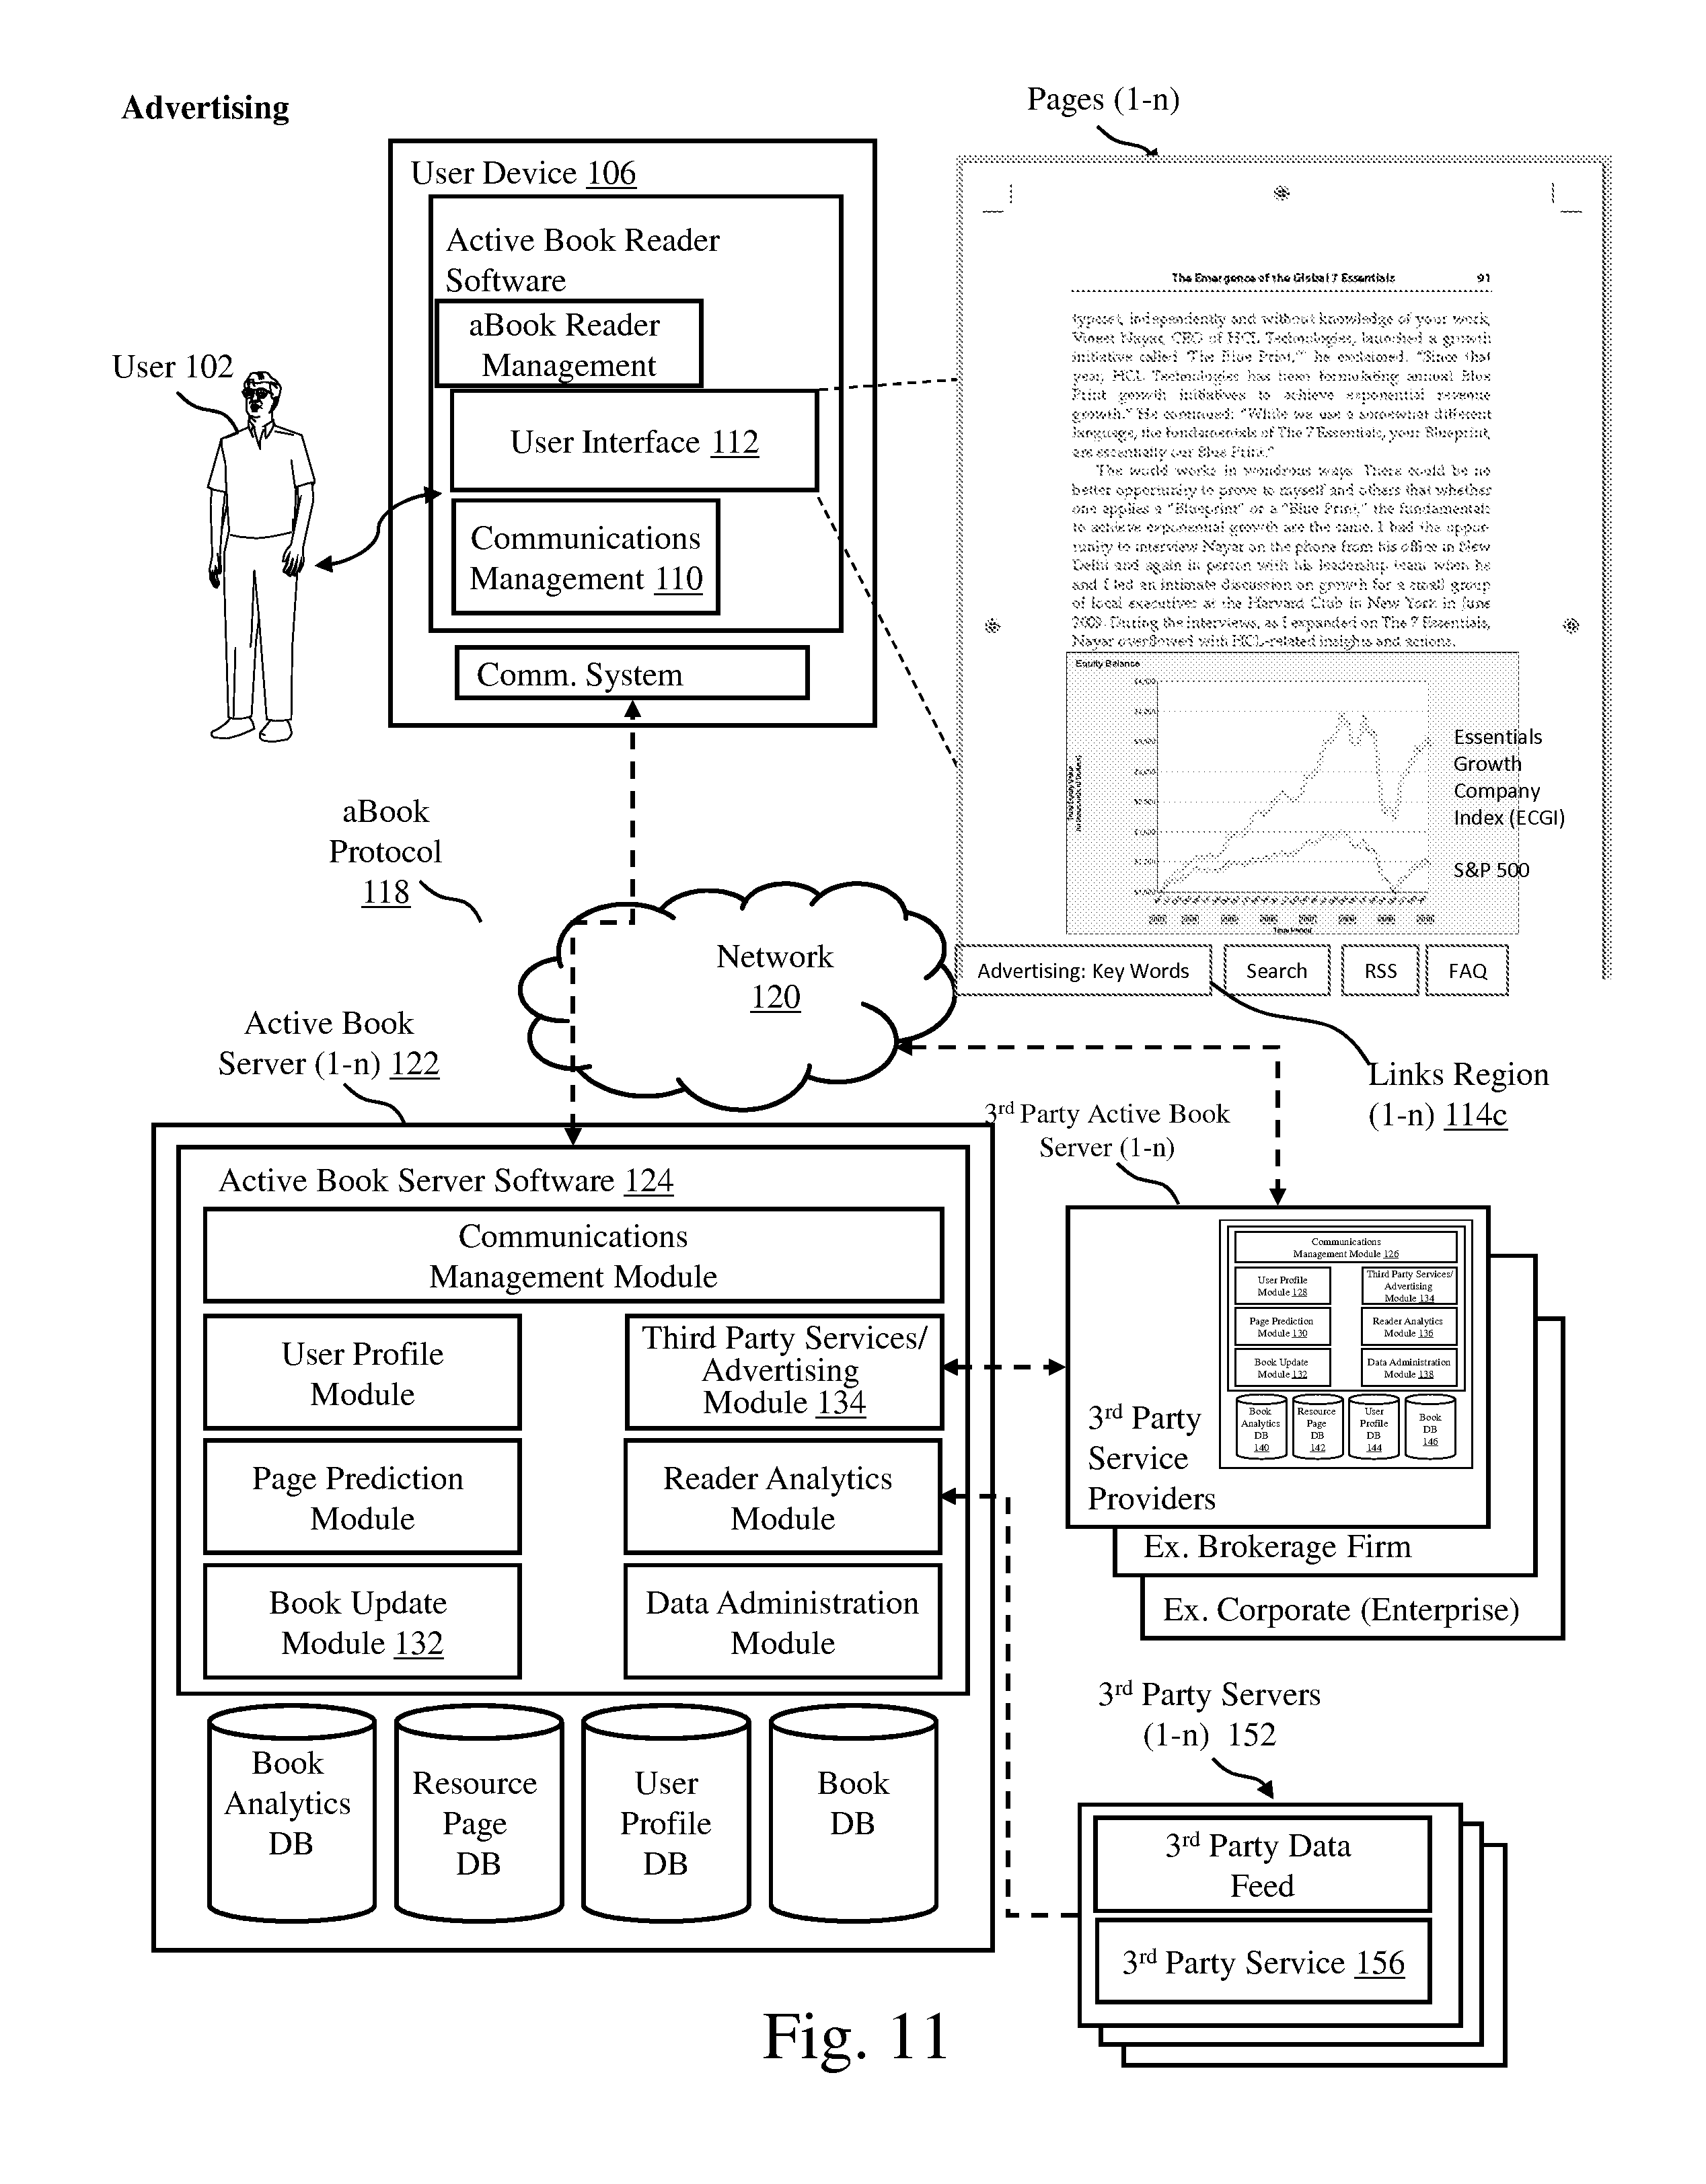 Advertising
Pages (1-n)
User Device 106
Active Book Reader
Software
aBook Reader
Management
User Interface 112
Communications
Management 110
Comm. System
User 102
The Emergence of the Global 7 Essentials 91
typeset, independently and without knowledge of your work,
Vineet Nayar, CEO of HCL Technologies, launched a growth
initiative called 'The Blue Print,'" he exclaimed. "Since that
year, HCL Technologies has been formulating annual Blue
Print growth initiatives to achieve exponential revenue
growth." He continued: "While we use a somewhat different
language, the fundamentals of The 7 Essentials, your Blueprint,
are essentially our Blue Print."
The world works in wondrous ways. There could be no
better opportunity to prove to myself and others that whether
one applies a "Blueprint" or a "Blue Print," the fundamentals
to achieve exponential growth are the same. I had the oppor-
tunity to interview Nayar on the phone from his office in New
Delhi and again in person with his leadership team when he
and I led an intimate discussion on growth for a small group
of local executives at the Harvard Club in New York in June
2009. During the interviews, as I expanded on The 7 Essentials,
Nayar overflowed with HCL-related insights and actions.
Equity Balance
Essentials
Growth
Company
Index (ECGI)
S&P 500
Time Period
Advertising: Key Words
Search
RSS
FAQ
aBook
Protocol
118
Network
120
Links Region
(1-n) 114c
Active Book
Server (1-n) 122
3rd Party Active Book
Server (1-n)
Active Book Server Software 124
Communications
Management Module
User Profile
Module
Third Party Services/
Advertising
Module 134
Page Prediction
Module
Reader Analytics
Module
Book Update
Module 132
Data Administration
Module
Book
Analytics
DB
Resource
Page
DB
User
Profile
DB
Book
DB
Communications
Management Module 126
User Profile
Module 128
Third Party Services/
Advertising
Module 134
Page Prediction
Module 130
Reader Analytics
Module 136
Book Update
Module 132
Data Administration
Module 138
Book
Analytics
DB
140
Resource
Page
DB
142
User
Profile
DB
144
Book
DB
146
3rd Party
Service
Providers
Ex. Brokerage Firm
Ex. Corporate (Enterprise)
3rd Party Servers
(1-n) 152
3rd Party Data
Feed
3rd Party Service 156
Fig. 11